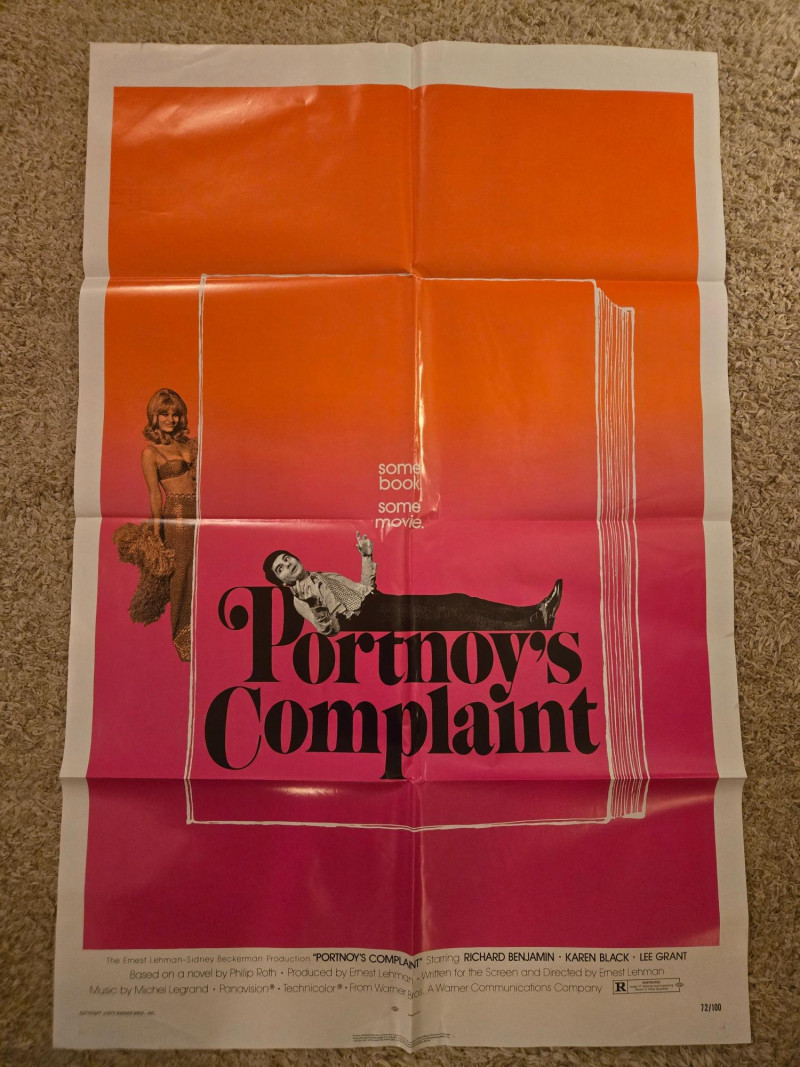 some
book.
some
movie.
Portnoy's
Complaint
The Ernest Lehman-Sidney Beckerman Production "PORTNOY'S COMPLAINT" Starring RICHARD BENJAMIN · KAREN BLACK · LEE GRANT
Based on a novel by Philip Roth · Produced by Ernest Lehman · Written for the Screen and Directed by Ernest Lehman
Music by Michel Legrand · Panavision® · Technicolor® · From Warner Bros. A Warner Communications Company R
72/100